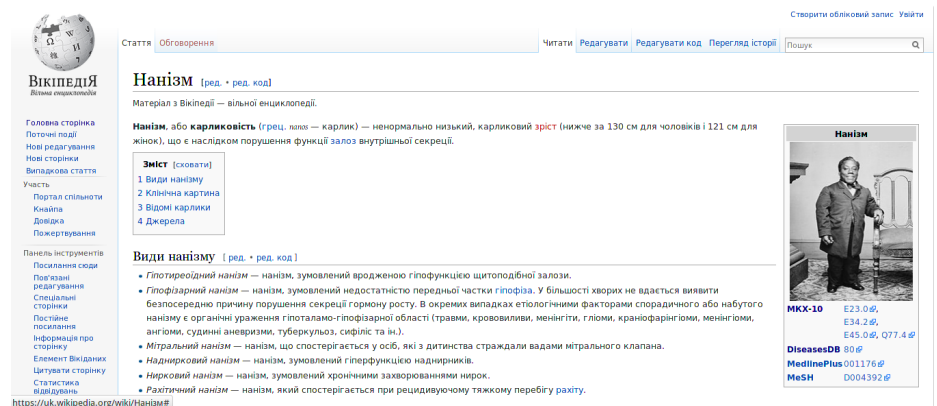 Створити обліковий запис Увійти
Стаття Обговорення Читати Редагувати Редагувати код Перегляд історії Пошук
ВІКІПЕДІЯ
Вільна енциклопедія
Головна сторінка
Поточні події
Нові редагування
Нові сторінки
Випадкова стаття
Участь
Портал спільноти
Кнайпа
Довідка
Пожертвування
Панель інструментів
Посилання сюди
Пов'язані
редагування
Спеціальні
сторінки
Постійне
посилання
Інформація про
сторінку
Елемент Вікіданих
Цитувати сторінку
Статистика
відвідувань
Нанізм [ред. • ред. код]
Матеріал з Вікіпедії — вільної енциклопедії.
Нанізм, або карликовість (грец. nanos — карлик) — ненормально низький, карликовий зріст (нижче за 130 см для чоловіків і 121 см для
жінок), що є наслідком порушення функції залоз внутрішньої секреції.
Зміст [сховати]
1 Види нанізму
2 Клінічна картина
3 Відомі карлики
4 Джерела
Види нанізму [ ред. • ред. код ]
• Гіпотиреоїдний нанізм — нанізм, зумовлений вродженою гіпофункцією щитоподібної залози.
• Гіпофізарний нанізм — нанізм, зумовлений недостатністю передньої частки гіпофіза. У більшості хворих не вдається виявити
безпосередню причину порушення секреції гормону росту. В окремих випадках етіологічними факторами спорадичного або набутого
нанізму є органічні ураження гіпоталамо-гіпофізарної області (травми, крововиливи, менінгіти, гліоми, краніофарінгіоми, менінгіоми,
ангіоми, судинні аневризми, туберкульоз, сифіліс та ін.).
• Мітральний нанізм — нанізм, що спостерігається у осіб, які з дитинства страждали вадами мітрального клапана.
• Наднирковий нанізм — нанізм, зумовлений гіперфункцією наднирників.
• Нирковий нанізм — нанізм, зумовлений хронічними захворюваннями нирок.
• Рахітичний нанізм — нанізм, який спостерігається при рецидивуючому тяжкому перебігу рахіту.
Нанізм
МКХ-10 E23.0,
E34.2,
E45.0, Q77.4
DiseasesDB 80
MedlinePlus 001176
MeSH D004392
https://uk.wikipedia.org/wiki/Нанізм#